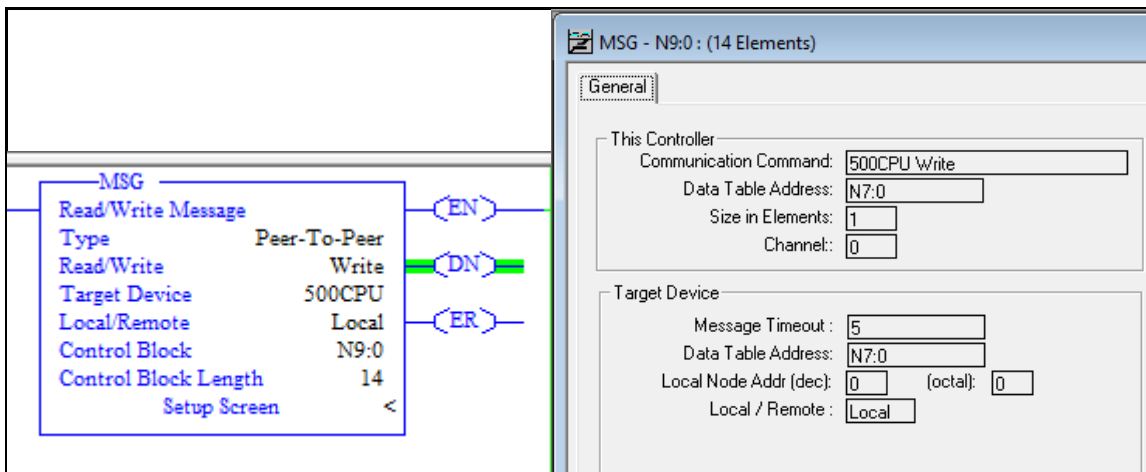 MSG
Read/Write Message
Type Peer-To-Peer
Read/Write Write
Target Device 500CPU
Local/Remote Local
Control Block N9:0
Control Block Length 14
Setup Screen <
EN
DN
ER
MSG - N9:0 : (14 Elements)
General
This Controller
Communication Command: 500CPU Write
Data Table Address: N7:0
Size in Elements: 1
Channel:: 0
Target Device
Message Timeout : 5
Data Table Address: N7:0
Local Node Addr (dec): 0 (octal): 0
Local / Remote : Local